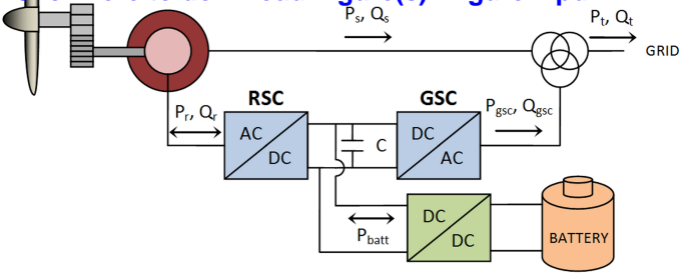 Ps, Qs
Pt, Qt
GRID
RSC
GSC
Pr, Qr
Pgsc, Qgsc
AC
DC
C
DC
AC
Pbatt
DC
DC
BATTERY